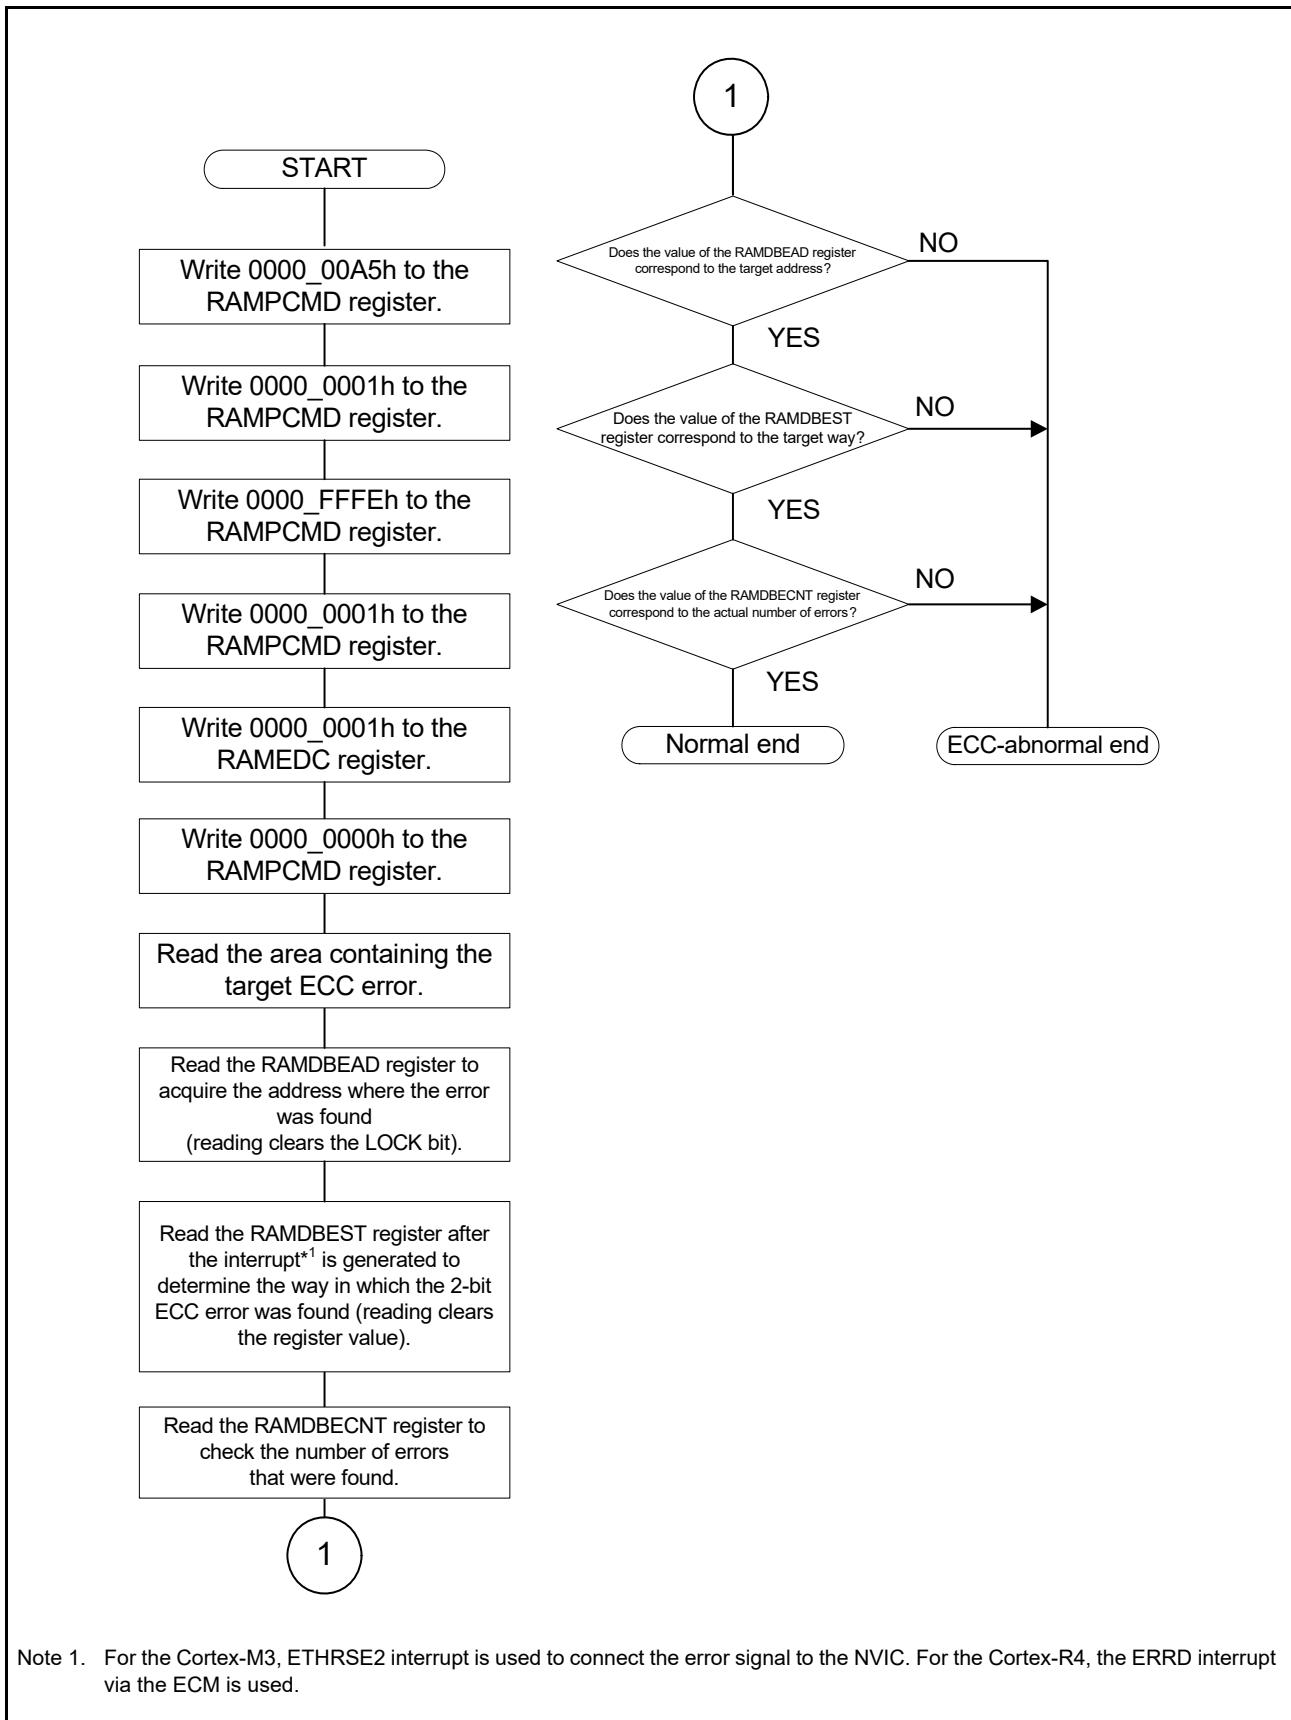 START
Write 0000_00A5h to the
RAMPCMD register.
Write 0000_0001h to the
RAMPCMD register.
Write 0000_FFFEh to the
RAMPCMD register.
Write 0000_0001h to the
RAMPCMD register.
Write 0000_0001h to the
RAMEDC register.
Write 0000_0000h to the
RAMPCMD register.
Read the area containing the
target ECC error.
Read the RAMDBEAD register to
acquire the address where the error
was found
(reading clears the LOCK bit).
Read the RAMDBEST register after
the interrupt*1 is generated to
determine the way in which the 2-bit
ECC error was found (reading clears
the register value).
Read the RAMDBECNT register to
check the number of errors
that were found.
1
1
Does the value of the RAMDBEAD register
correspond to the target address?
NO
YES
Does the value of the RAMDBEST
register correspond to the target way?
NO
YES
Does the value of the RAMDBECNT register
correspond to the actual number of errors?
NO
YES
Normal end
ECC-abnormal end
Note 1. For the Cortex-M3, ETHRSE2 interrupt is used to connect the error signal to the NVIC. For the Cortex-R4, the ERRD interrupt
via the ECM is used.